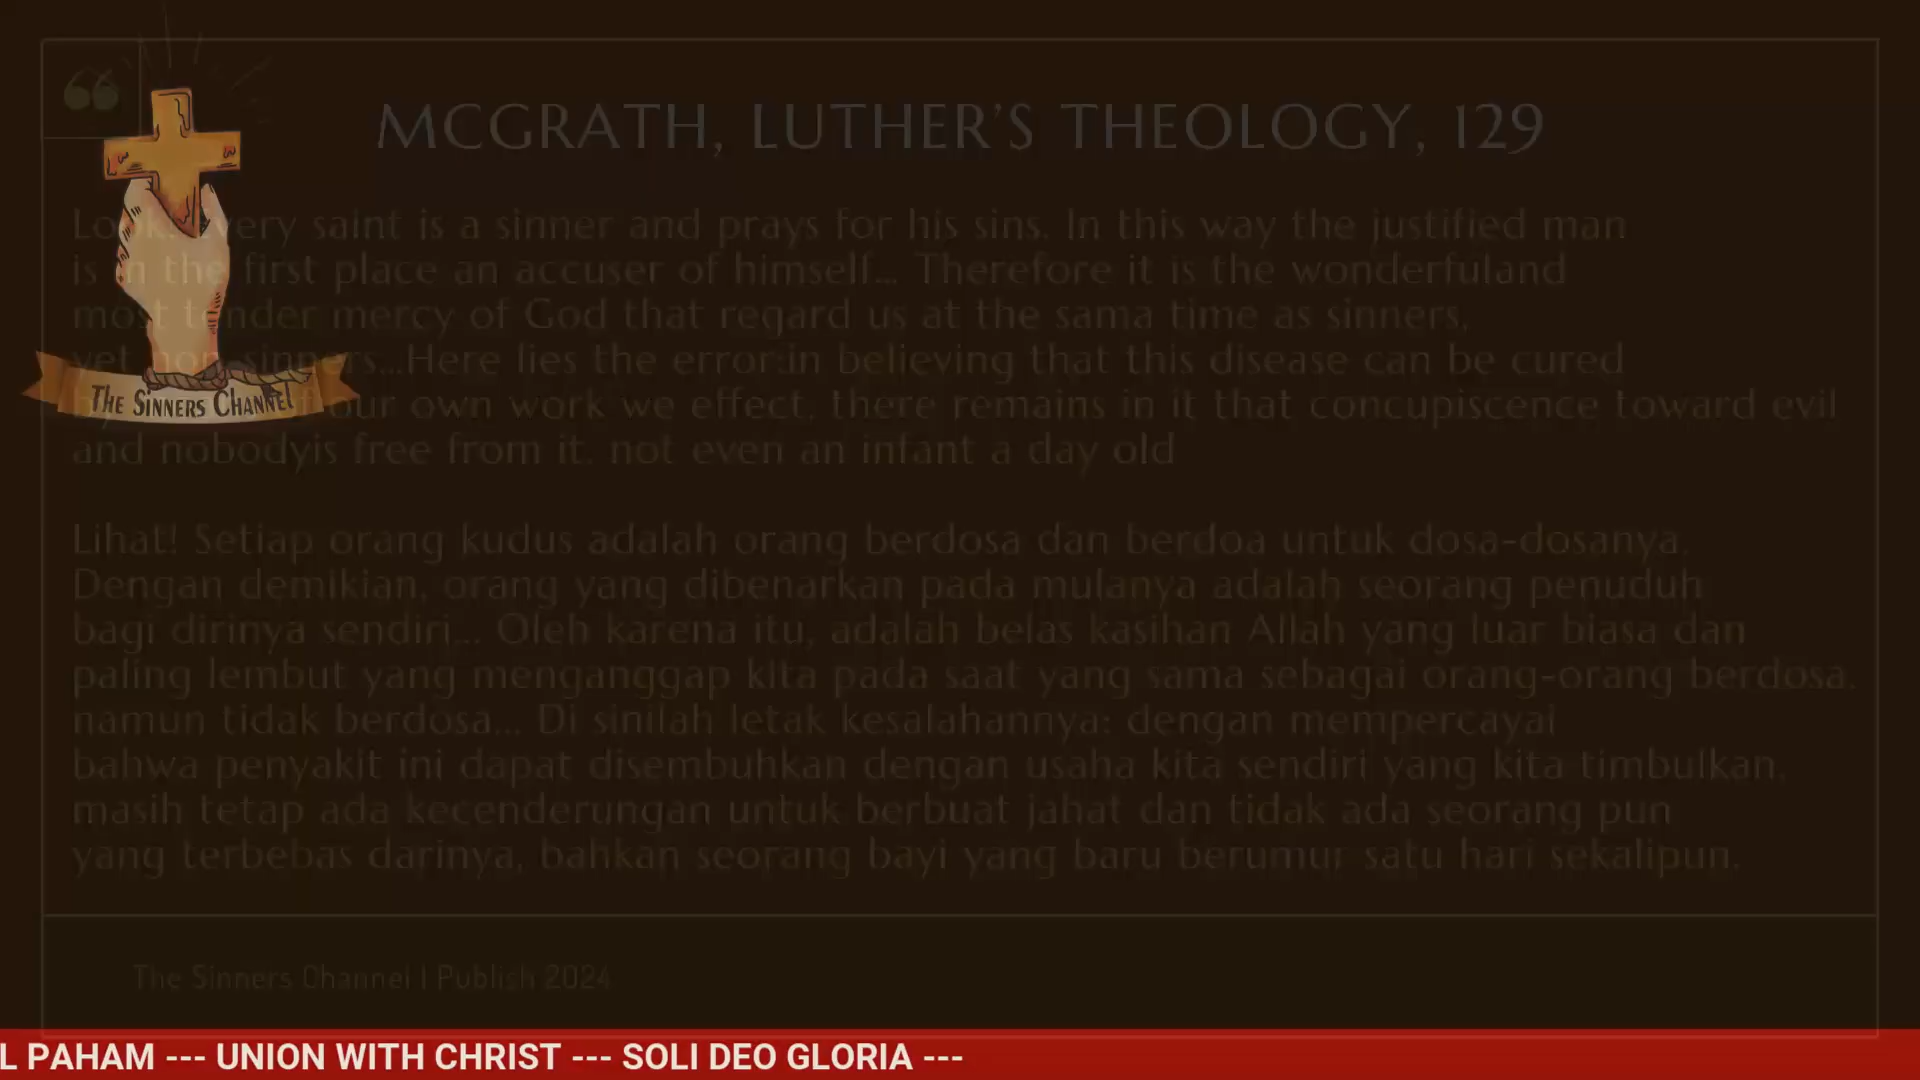 MCGRATH, LUTHER'S THEOLOGY, 129
Look! Every saint is a sinner and prays for his sins. In this way the justified man
is in the first place an accuser of himself... Therefore it is the wonderfuland
most tender mercy of God that regard us at the sama time as sinners,
yet non-sinners...Here lies the error:in believing that this disease can be cured
our own work we effect, there remains in it that concupiscence toward evil
and nobodyis free from it. not even an infant a day old
Lihat! Setiap orang kudus adalah orang berdosa dan berdoa untuk dosa-dosanya.
Dengan demikian, orang yang dibenarkan pada mulanya adalah seorang penuduh
bagi dirinya sendiri... Oleh karena itu, adalah belas kasihan Allah yang luar biasa dan
paling lembut yang menganggap kita pada saat yang sama sebagai orang-orang berdosa,
namun tidak berdosa... Di sinilah letak kesalahannya: dengan mempercayai
bahwa penyakit ini dapat disembuhkan dengan usaha kita sendiri yang kita timbulkan,
masih tetap ada kecenderungan untuk berbuat jahat dan tidak ada seorang pun
yang terbebas darinya, bahkan seorang bayi yang baru berumur satu hari sekalipun.
THE SINNERS CHANNEL
The Sinners Channel | Publish 2024
L PAHAM --- UNION WITH CHRIST --- SOLI DEO GLORIA ---